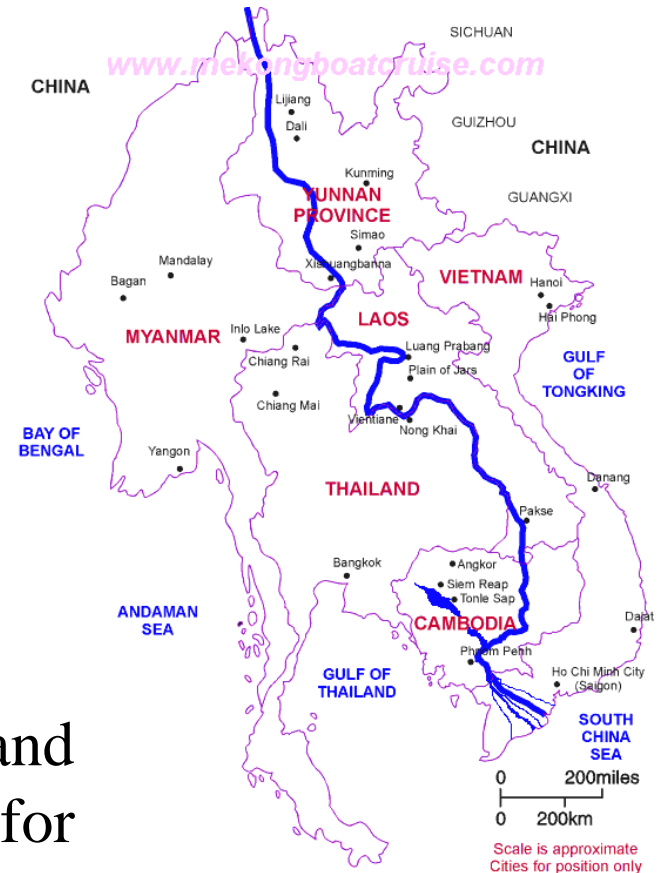 SICHUAN
www.mekongboatcruise.com
CHINA
Lijiang
GUIZHOU
Dali
CHINA
Kunming
YUNNAN
PROVINCE
GUANGXI
Simao
Mandalay
Xishuangbanna
VIETNAM
Bagan
Hanoi
Hai Phong
LAOS
Inlo Lake
MYANMAR
Luang Prabang
Chiang Rai
GULF
OF
TONGKING
Plain of Jars
Chiang Mai
Vientiane
Nong Khai
BAY OF
BENGAL
Yangon
Danang
THAILAND
Pakse
Bangkok
Angkor
Siem Reap
Tonle Sap
ANDAMAN
SEA
CAMBODIA
Dalat
Phnom Penh
GULF OF
THAILAND
Ho Chi Minh City
(Saigon)
SOUTH
CHINA
SEA
and
for
0 200miles
0 200km
Scale is approximate
Cities for position only